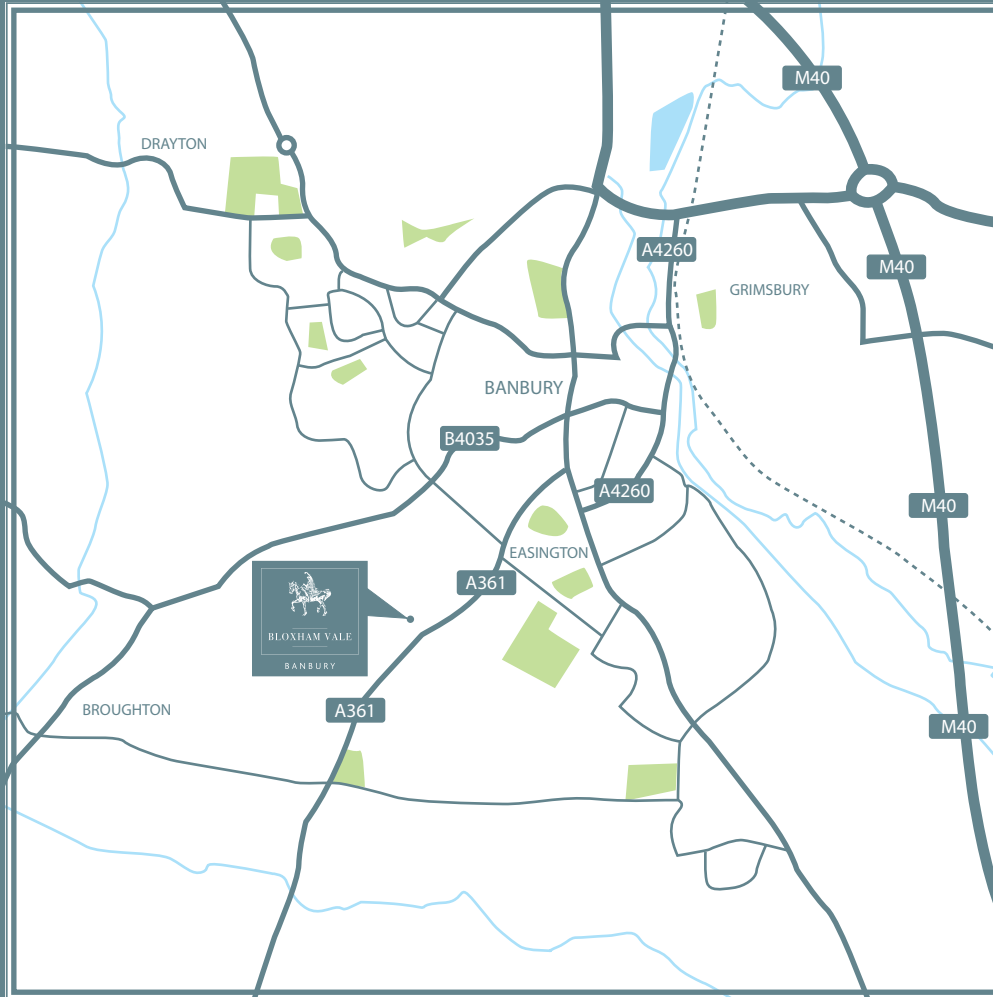 M40
DRAYTON
A4260
M40
GRIMSBURY
BANBURY
B4035
A4260
M40
EASINGTON
A361
BLOXHAM VALE
BANBURY
BROUGHTON
A361
M40